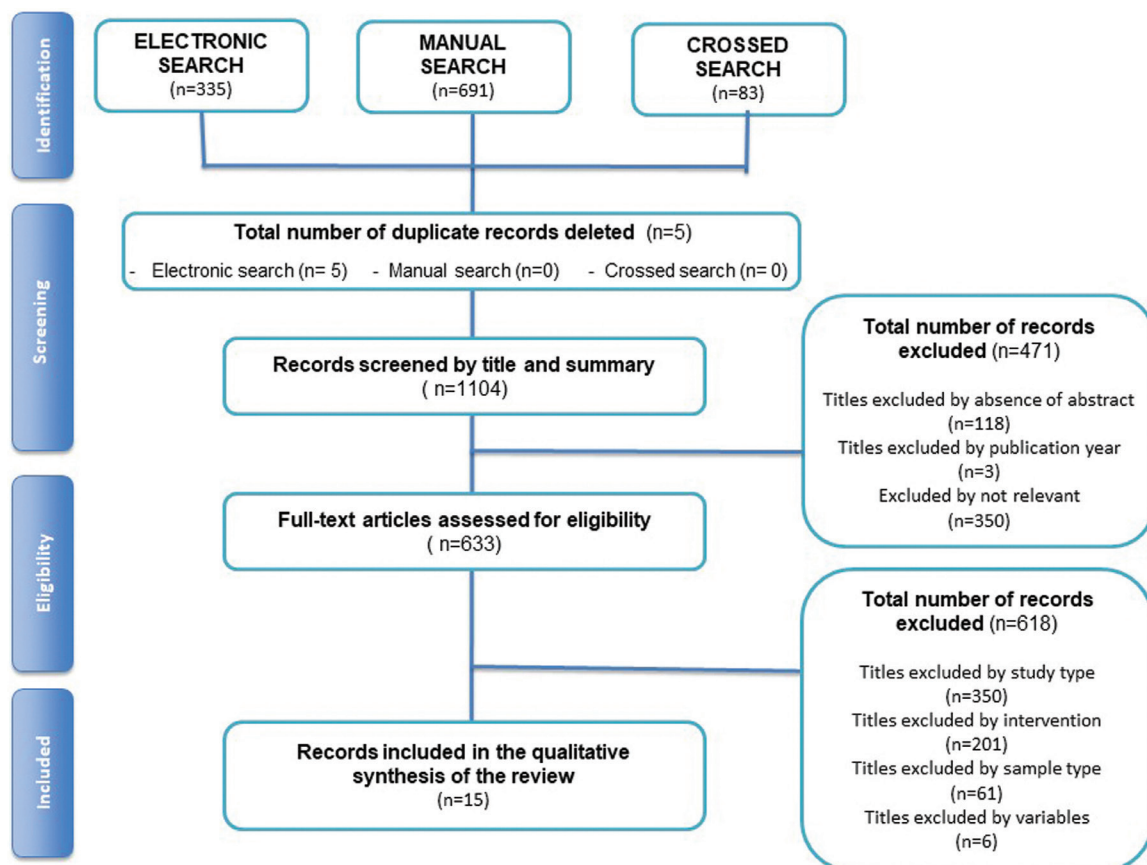 Identification
ELECTRONIC
SEARCH
(n=335)
MANUAL
SEARCH
(n=691)
CROSSED
SEARCH
(n=83)
Screening
Total number of duplicate records deleted (n=5)
- Electronic search (n= 5) - Manual search (n=0) - Crossed search (n= 0)
Records screened by title and summary
( n=1104)
Total number of records
excluded (n=471)
Titles excluded by absence of abstract
(n=118)
Titles excluded by publication year
(n=3)
Excluded by not relevant
(n=350)
Eligibility
Full-text articles assessed for eligibility
( n=633)
Total number of records
excluded (n=618)
Titles excluded by study type
(n=350)
Titles excluded by intervention
(n=201)
Titles excluded by sample type
(n=61)
Titles excluded by variables
(n=6)
Included
Records included in the qualitative
synthesis of the review
(n=15)